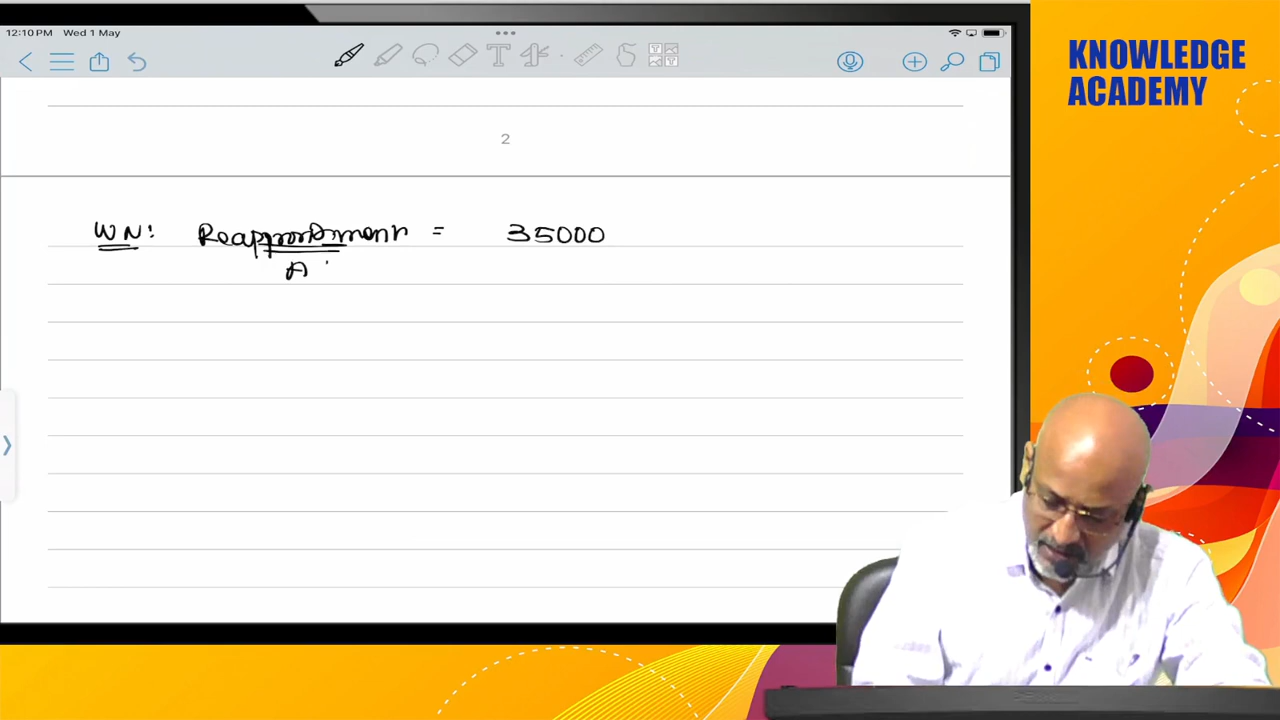 12:10 PM Wed 1 May
KNOWLEDGE
ACADEMY
2
WN: Reapportionment = 35000
A